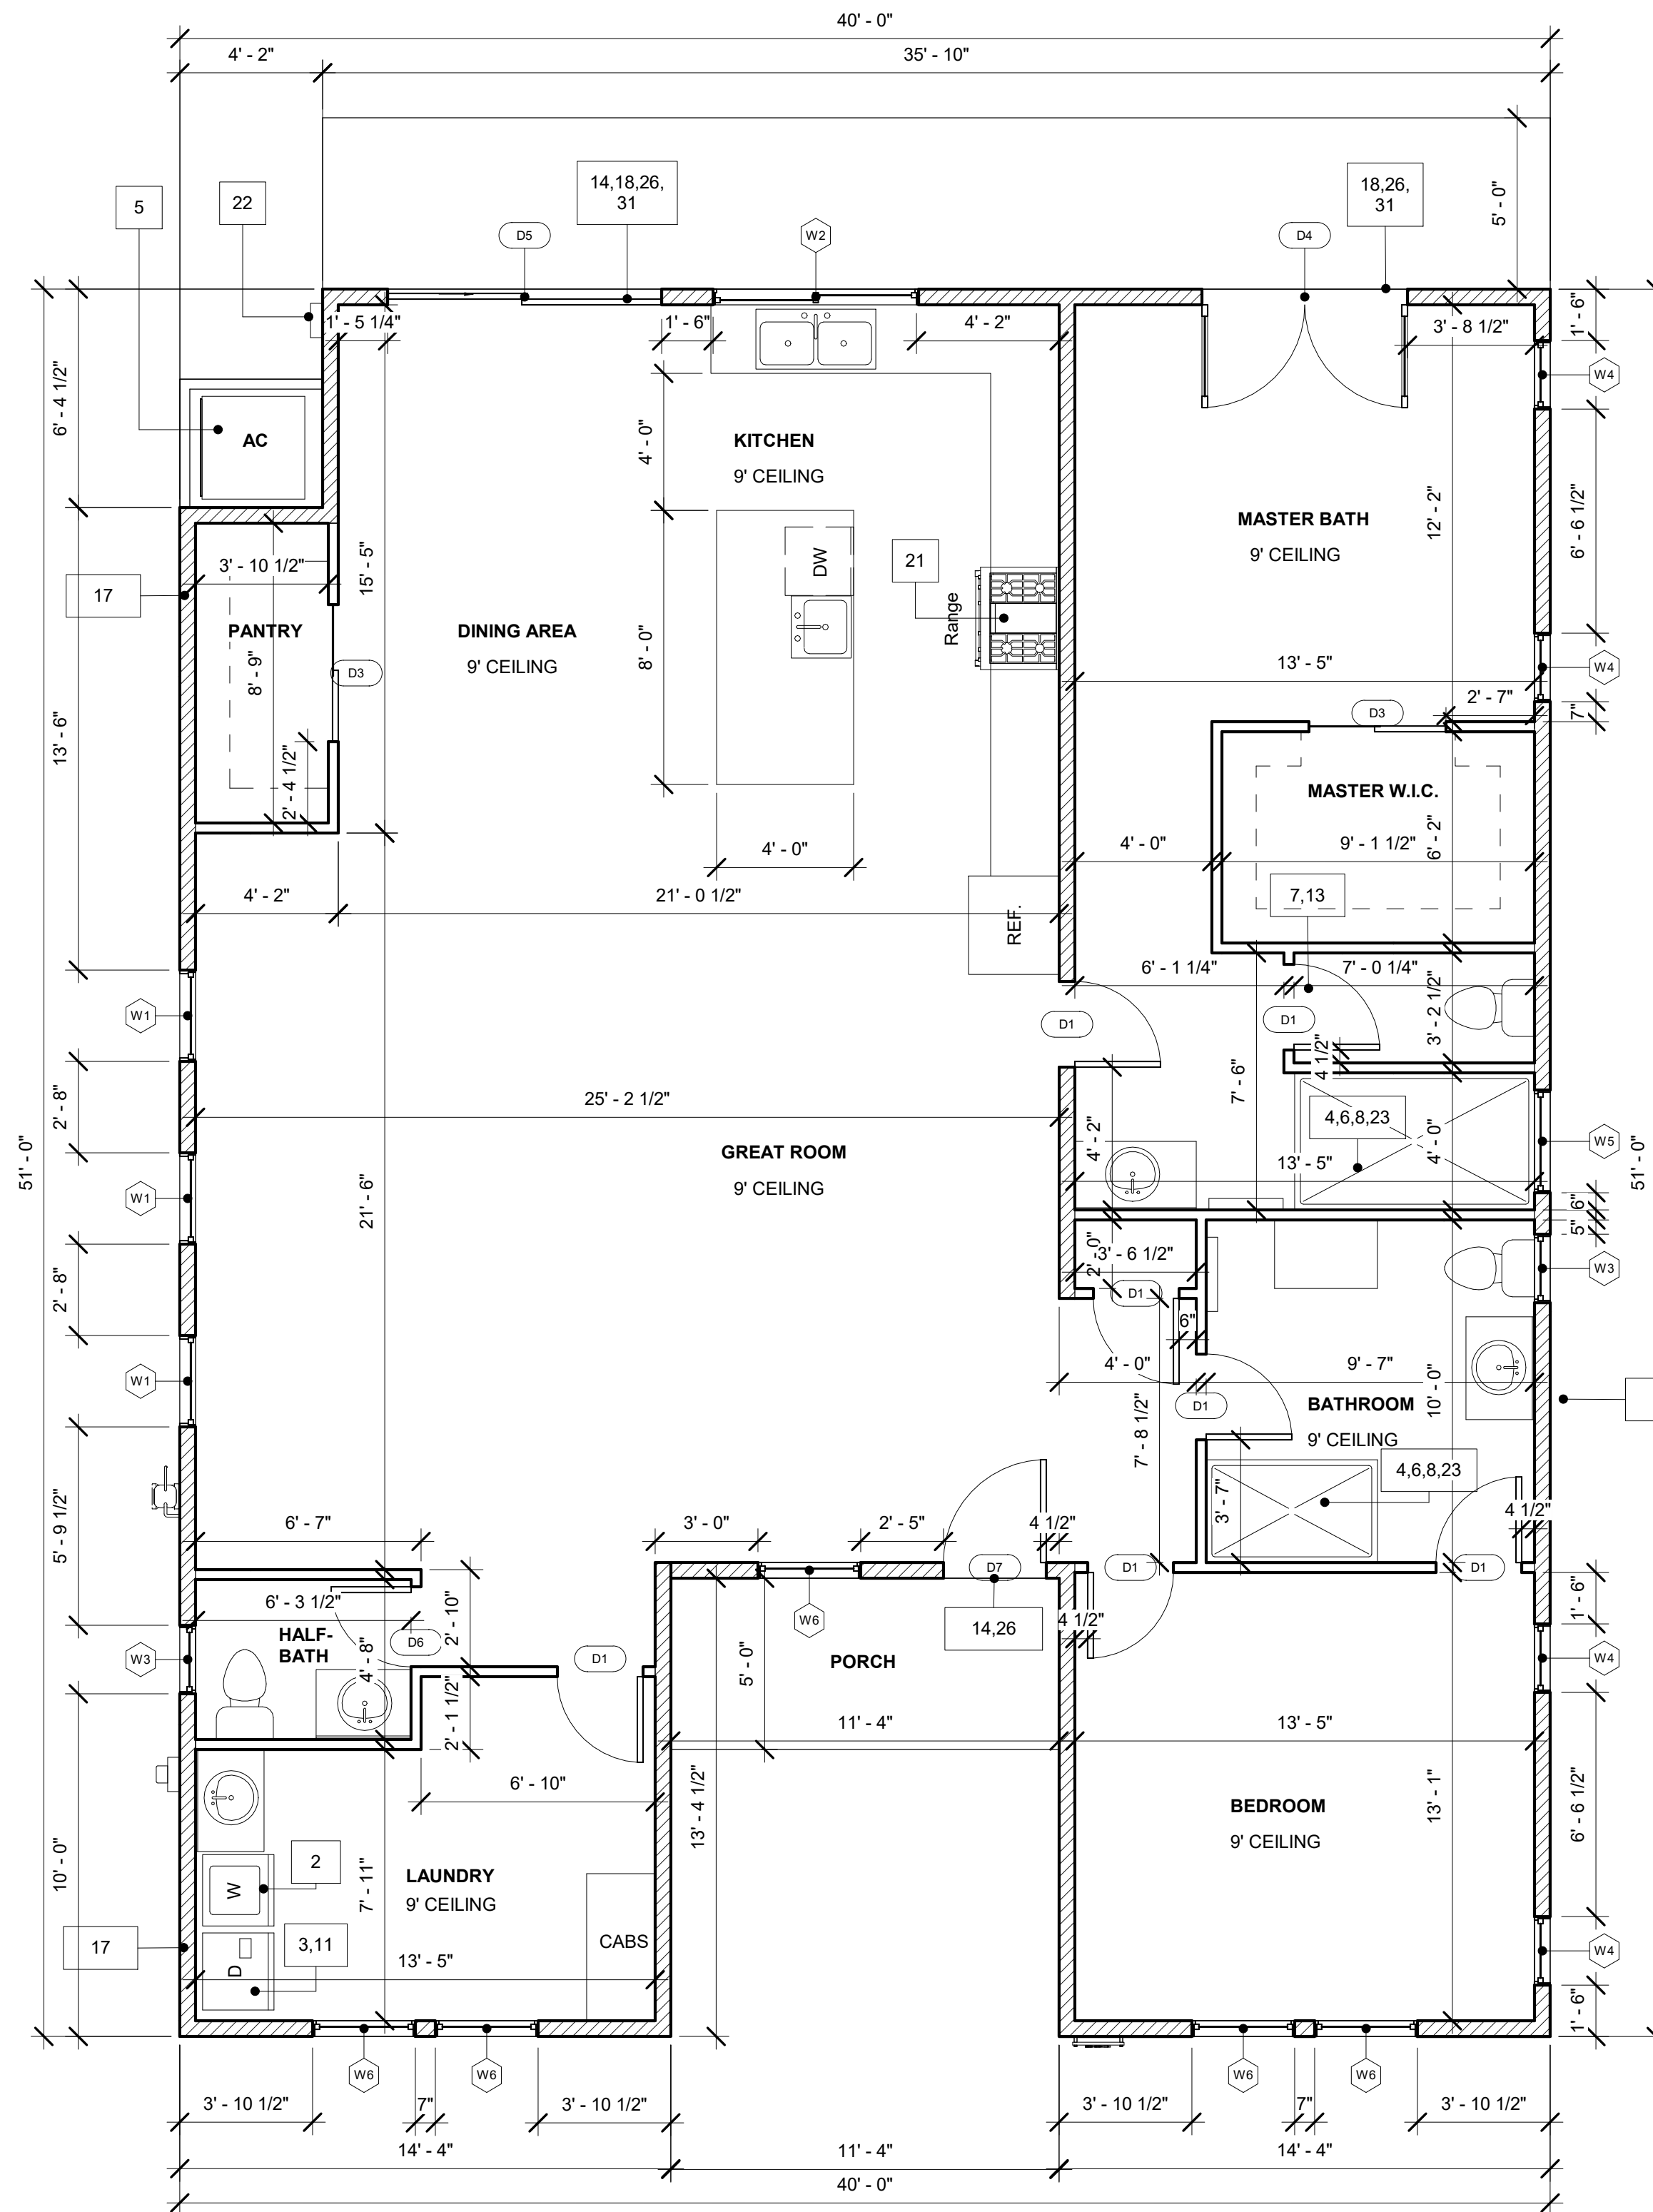 40' - 0"
4' - 2"
35' - 10"
5
22
14,18,26,
31
18,26,
31
5' - 0"
D5
W2
D4
1' - 5 1/4"
1' - 6"
4' - 2"
3' - 8 1/2"
1' - 6"
W4
6' - 4 1/2"
AC
4' - 0"
KITCHEN
9' CEILING
MASTER BATH
9' CEILING
12' - 2"
6' - 6 1/2"
17
3' - 10 1/2"
15' - 5"
DW
21
Range
PANTRY
8' - 9"
DINING AREA
9' CEILING
8' - 0"
D3
13' - 5"
W4
2' - 7"
7"
D3
13' - 6"
2' - 4 1/2"
MASTER W.I.C.
4' - 0"
4' - 0"
9' - 1 1/2"
6' - 2"
4' - 2"
21' - 0 1/2"
REF.
7,13
6' - 1 1/4"
7' - 0 1/4"
W1
D1
D1
3' - 2 1/2"
4 1/2"
2' - 8"
25' - 2 1/2"
7' - 6"
4,6,8,23
4' - 2"
4' - 0"
W5
51' - 0"
51' - 0"
GREAT ROOM
9' CEILING
13' - 5"
W1
21' - 6"
6"
5"
2' - 8"
2' - 0"
3' - 6 1/2"
D1
W3
6"
W1
4' - 0"
9' - 7"
10' - 0"
D1
BATHROOM
9' CEILING
7' - 8 1/2"
4,6,8,23
5' - 9 1/2"
3' - 7"
6' - 7"
3' - 0"
2' - 5"
4 1/2"
4 1/2"
D7
D1
D1
6' - 3 1/2"
W6
14,26
4 1/2"
1' - 6"
HALF-
BATH
D6
2' - 10"
W3
4' - 8"
D1
5' - 0"
PORCH
W4
2' - 1 1/2"
11' - 4"
13' - 5"
6' - 10"
13' - 4 1/2"
BEDROOM
9' CEILING
13' - 1"
6' - 6 1/2"
10' - 0"
2
W
7' - 11"
LAUNDRY
9' CEILING
17
3,11
D
CABS
13' - 5"
W4
1' - 6"
W6
W6
W6
W6
3' - 10 1/2"
7"
3' - 10 1/2"
3' - 10 1/2"
7"
3' - 10 1/2"
14' - 4"
11' - 4"
14' - 4"
40' - 0"